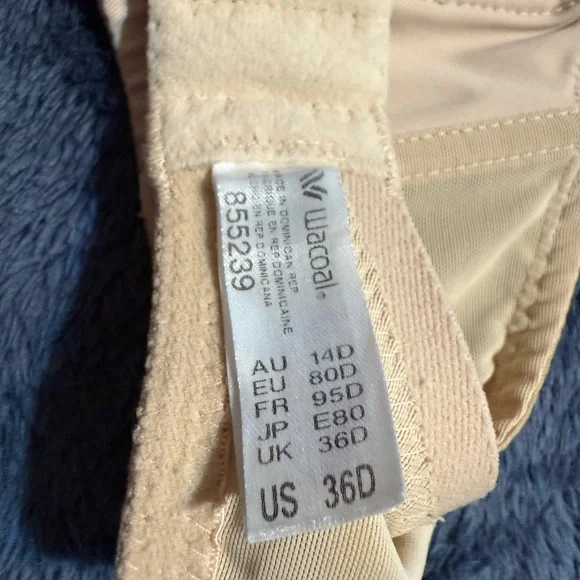 wacoal®
MADE IN DOMINICAN REP
FABRIQUE EN REP DOMINICAINE
HECHO EN REP DOMINICANA
855239
AU 14D
EU 80D
FR 95D
JP E80
UK 36D
US 36D